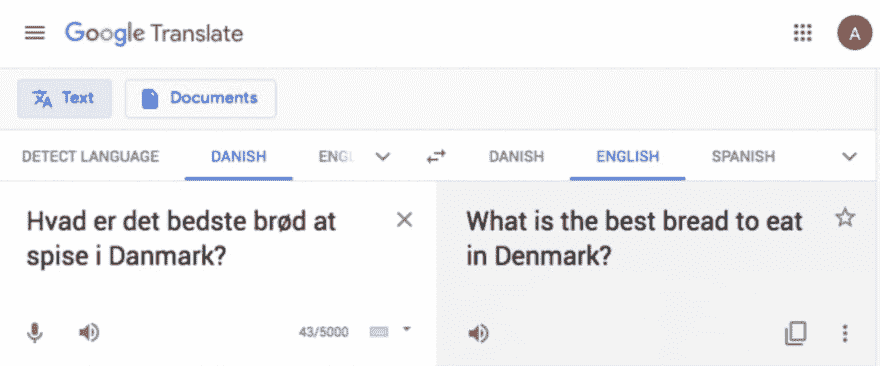 Google Translate
A
Text
Documents
DETECT LANGUAGE DANISH ENGL DANISH ENGLISH SPANISH
Hvad er det bedste brød at
spise i Danmark?
What is the best bread to eat
in Denmark?
43/5000